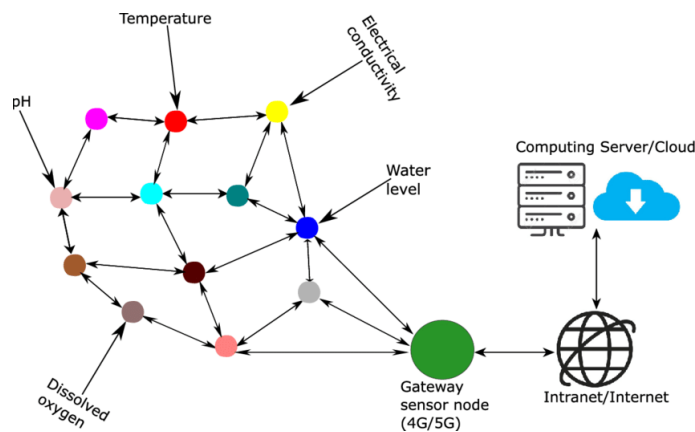 Temperature
Electrical
conductivity
pH
Computing Server/Cloud
Water
level
Dissolved
oxygen
Gateway
sensor node
(4G/5G)
Intranet/Internet